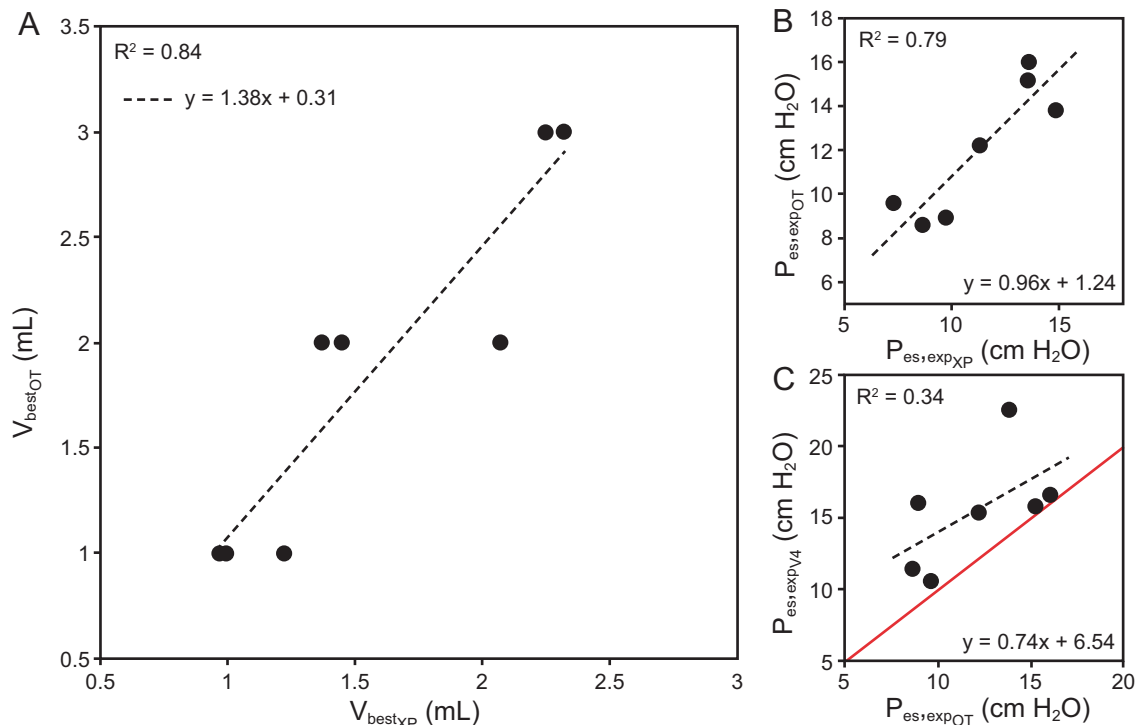 A
R² = 0.84
y = 1.38x + 0.31
3.5
3
2.5
2
1.5
1
0.5
V_bestOT (mL)
0.5
1
1.5
2
2.5
3
V_bestXP (mL)
B
R² = 0.79
18
16
14
12
10
8
6
P_es,expOT (cm H₂O)
y = 0.96x + 1.24
5
10
15
P_es,expXP (cm H₂O)
C
R² = 0.34
25
20
15
10
5
P_es,expV4 (cm H₂O)
y = 0.74x + 6.54
5
10
15
20
P_es,expOT (cm H₂O)